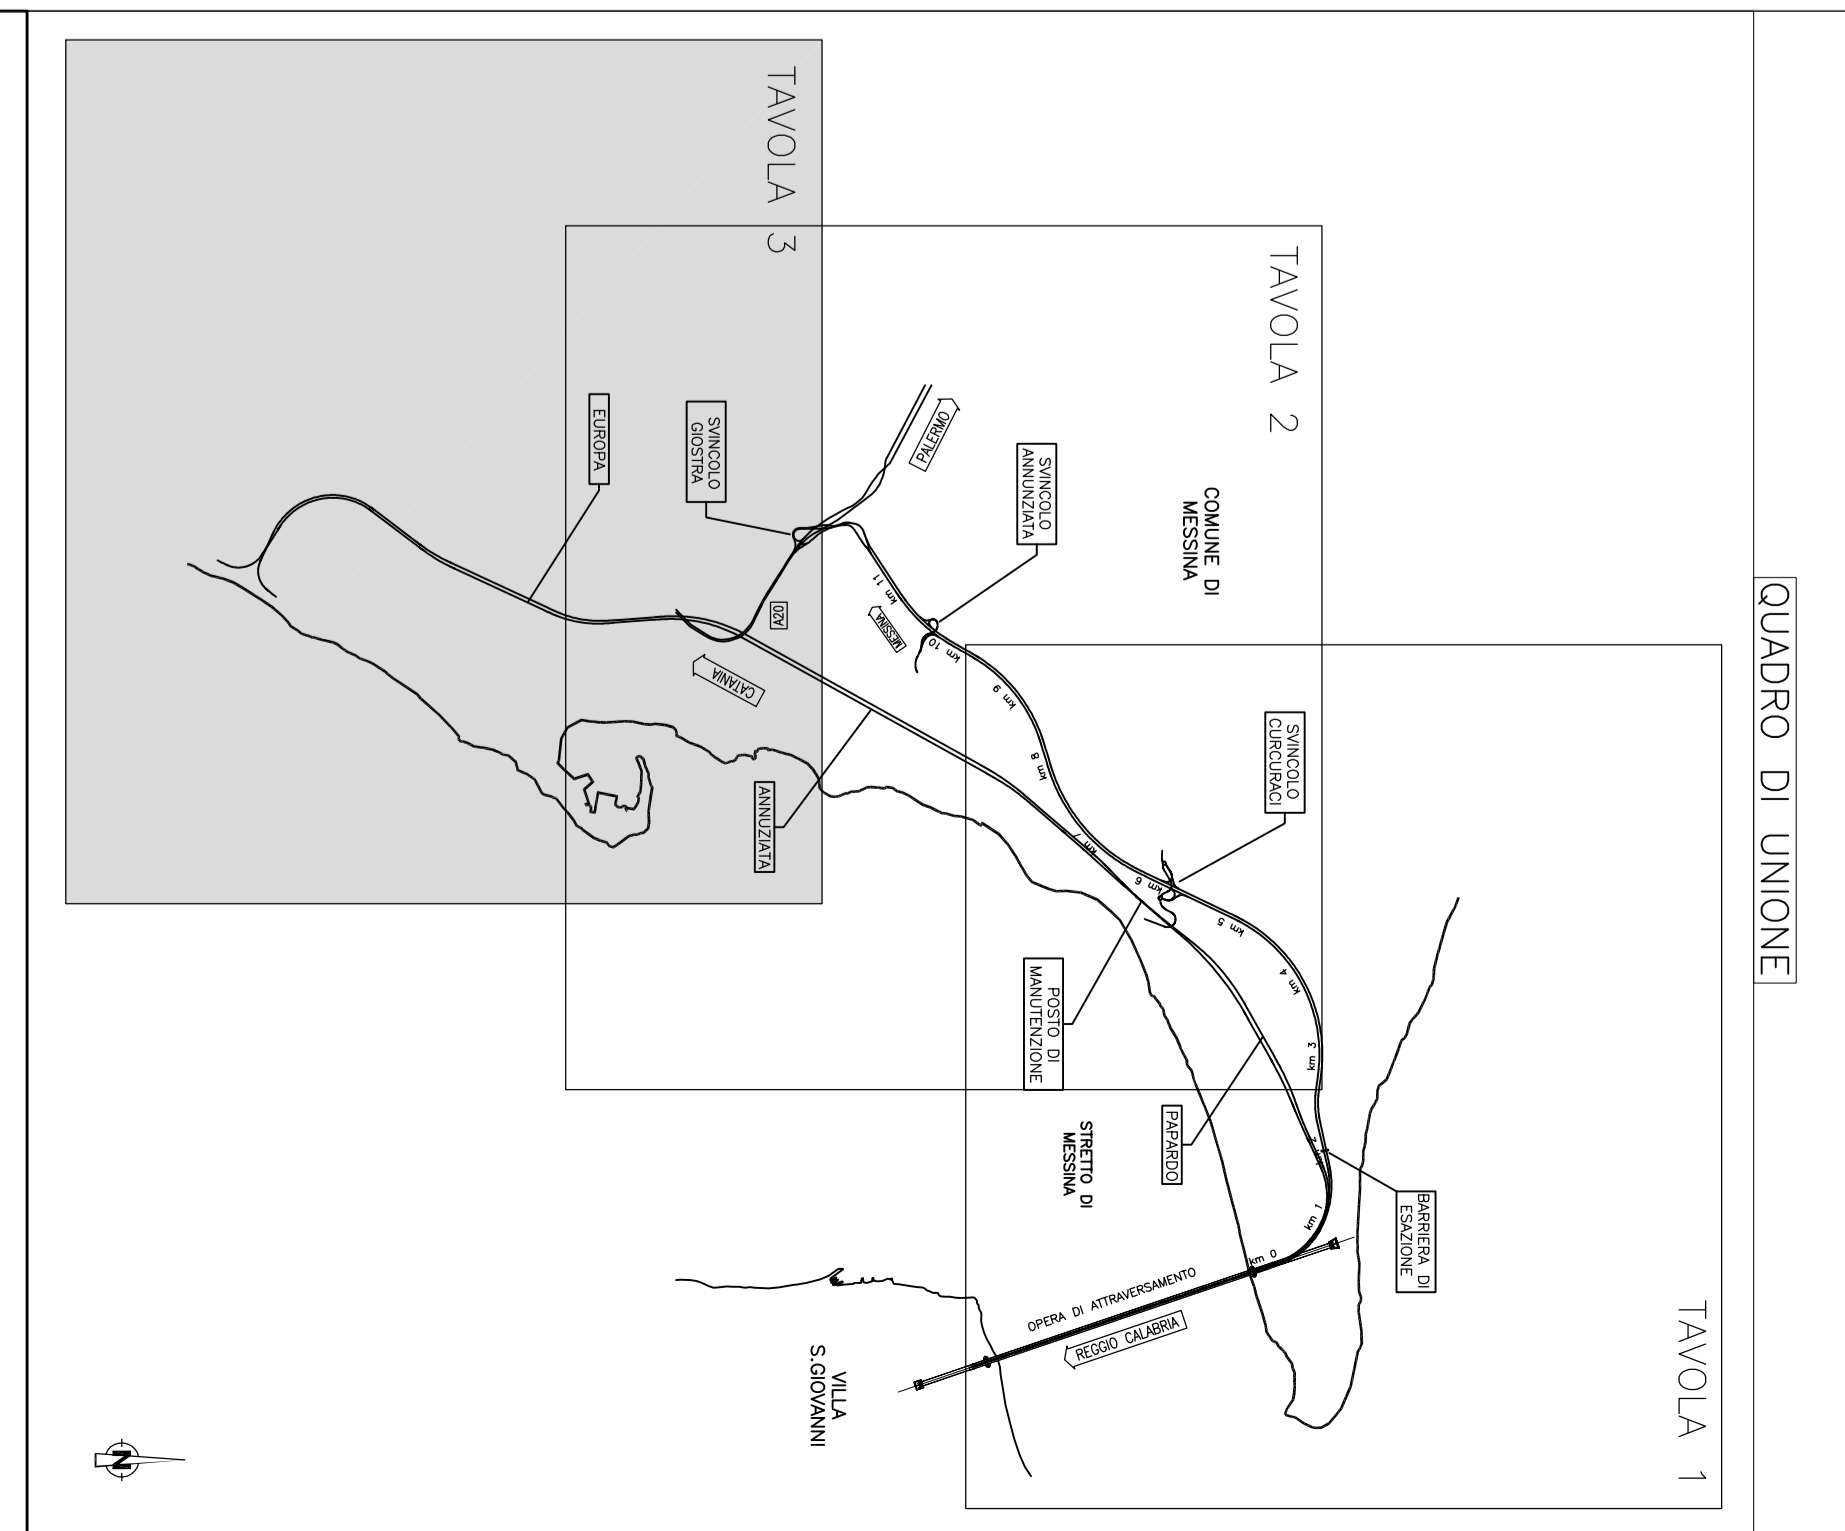 QUADRO DI UNIONE
TAVOLA 1
TAVOLA 2
TAVOLA 3
COMUNE DI
MESSINA
SVINCOLO
CURCURACI
SVINCOLO
ANNUNZIATA
PALERMO
SVINCOLO
GIOSTRA
EUROPA
BARRIERA DI
ESAZIONE
km 0
km 1
km 2
km 3
km 4
km 5
km 6
km 7
km 8
km 9
km 10
km 11
MESSINA
A20
CATANIA
ANNUZIATA
POSTO DI
MANUTENZIONE
PAPARDO
STRETTO DI
MESSINA
OPERA DI ATTRAVERSAMENTO
REGGIO CALABRIA
VILLA
S.GIOVANNI
N